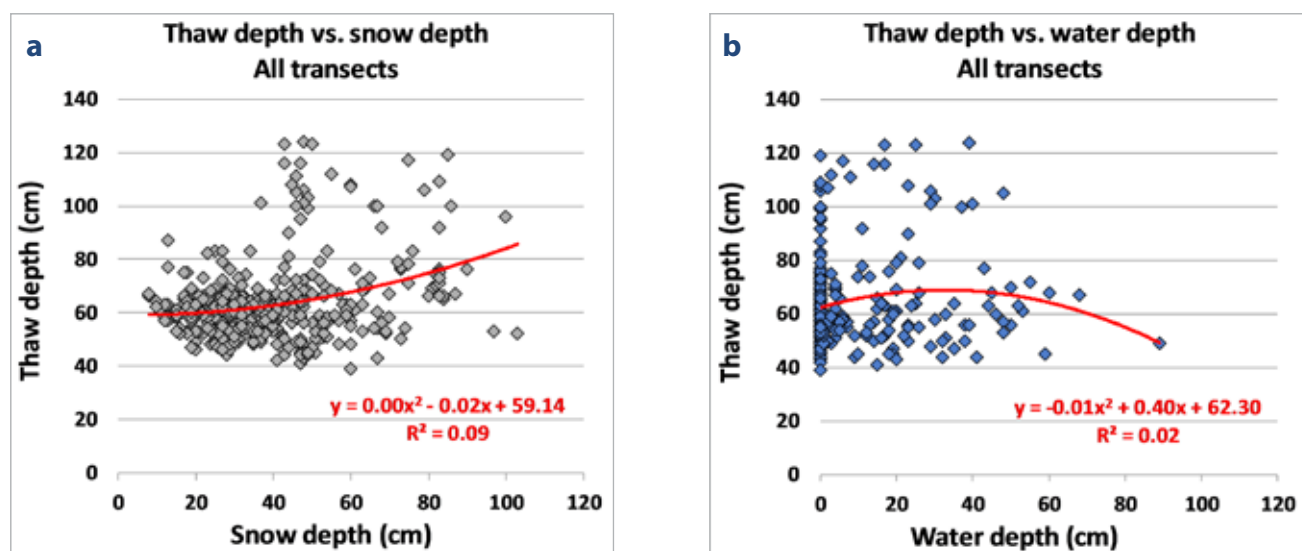 a
Thaw depth vs. snow depth
All transects
Thaw depth (cm)
140
120
100
80
60
40
20
0
y = 0.00x² - 0.02x + 59.14
R² = 0.09
0 20 40 60 80 100 120
Snow depth (cm)
b
Thaw depth vs. water depth
All transects
Thaw depth (cm)
140
120
100
80
60
40
20
0
y = -0.01x² + 0.40x + 62.30
R² = 0.02
0 20 40 60 80 100 120
Water depth (cm)